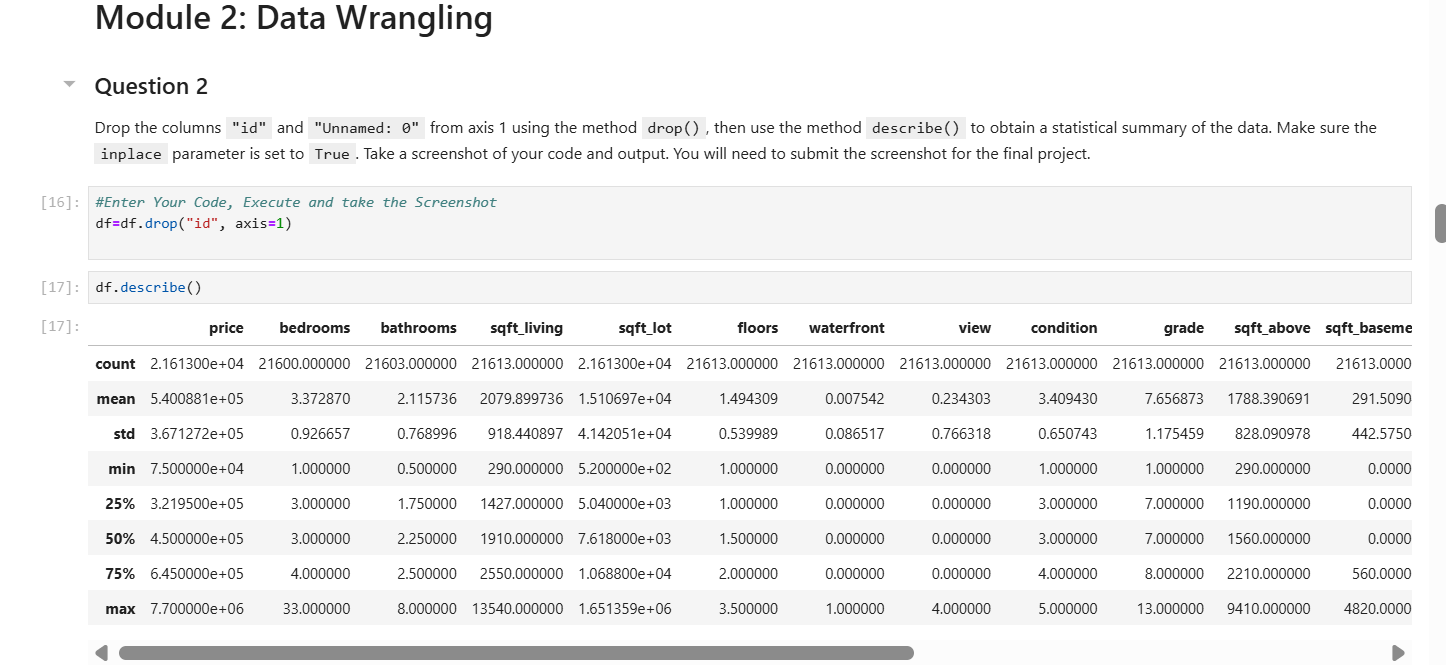 Module 2: Data Wrangling
Question 2
Drop the columns "id" and "Unnamed: 0" from axis 1 using the method drop(), then use the method describe() to obtain a statistical summary of the data. Make sure the
inplace parameter is set to True. Take a screenshot of your code and output. You will need to submit the screenshot for the final project.
[16]: #Enter Your Code, Execute and take the Screenshot
df=df.drop("id", axis=1)
[17]: df.describe()
[17]: price bedrooms bathrooms sqft_living sqft_lot floors waterfront view condition grade sqft_above sqft_baseme
count 2.161300e+04 21600.000000 21603.000000 21613.000000 2.161300e+04 21613.000000 21613.000000 21613.000000 21613.000000 21613.000000 21613.000000 21613.0000
mean 5.400881e+05 3.372870 2.115736 2079.899736 1.510697e+04 1.494309 0.007542 0.234303 3.409430 7.656873 1788.390691 291.5090
std 3.671272e+05 0.926657 0.768996 918.440897 4.142051e+04 0.539989 0.086517 0.766318 0.650743 1.175459 828.090978 442.5750
min 7.500000e+04 1.000000 0.500000 290.000000 5.200000e+02 1.000000 0.000000 0.000000 1.000000 1.000000 290.000000 0.0000
25% 3.219500e+05 3.000000 1.750000 1427.000000 5.040000e+03 1.000000 0.000000 0.000000 3.000000 7.000000 1190.000000 0.0000
50% 4.500000e+05 3.000000 2.250000 1910.000000 7.618000e+03 1.500000 0.000000 0.000000 3.000000 7.000000 1560.000000 0.0000
75% 6.450000e+05 4.000000 2.500000 2550.000000 1.068800e+04 2.000000 0.000000 0.000000 4.000000 8.000000 2210.000000 560.0000
max 7.700000e+06 33.000000 8.000000 13540.000000 1.651359e+06 3.500000 1.000000 4.000000 5.000000 13.000000 9410.000000 4820.0000